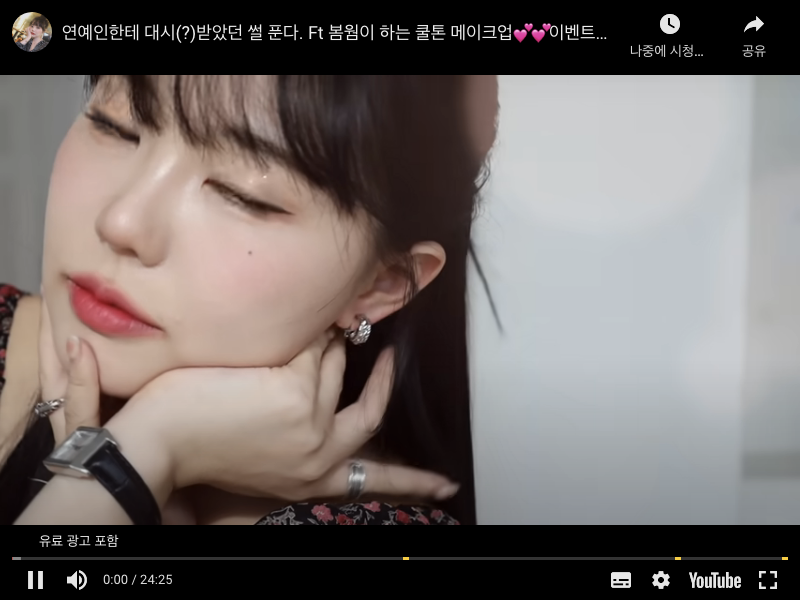 연예인한테 대시(?)받았던 썰 푼다. Ft 봄웜이 하는 쿨톤 메이크업💕💕이벤트...
나중에 시청...
공유
유료 광고 포함
0:00 / 24:25
YouTube